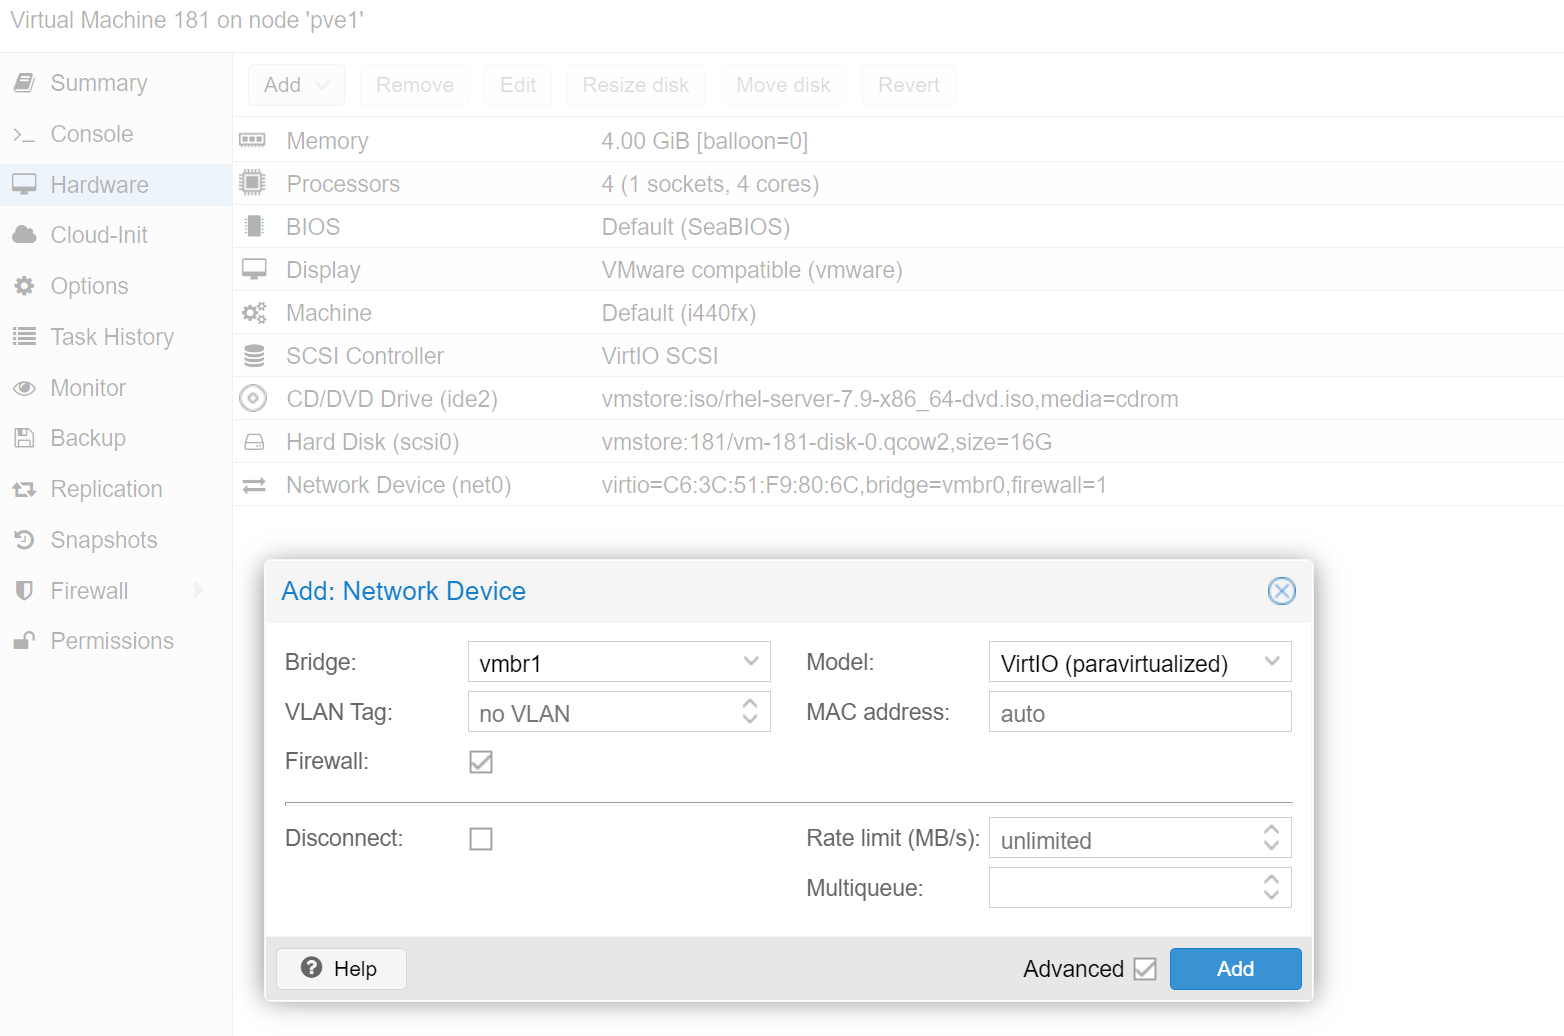 Virtual Machine 181 on node 'pve1'
Summary
Console
Hardware
Cloud-Init
Options
Task History
Monitor
Backup
Replication
Snapshots
Firewall
Permissions
Add Remove Edit Resize disk Move disk Revert
Memory 4.00 GiB [balloon=0]
Processors 4 (1 sockets, 4 cores)
BIOS Default (SeaBIOS)
Display VMware compatible (vmware)
Machine Default (i440fx)
SCSI Controller VirtIO SCSI
CD/DVD Drive (ide2) vmstore:iso/rhel-server-7.9-x86_64-dvd.iso,media=cdrom
Hard Disk (scsi0) vmstore:181/vm-181-disk-0.qcow2,size=16G
Network Device (net0) virtio=C6:3C:51:F9:80:6C,bridge=vmbr0,firewall=1
Add: Network Device
Bridge: vmbr1 Model: VirtIO (paravirtualized)
VLAN Tag: no VLAN MAC address: auto
Firewall:
Disconnect: Rate limit (MB/s): unlimited
Multiqueue:
Help Advanced Add